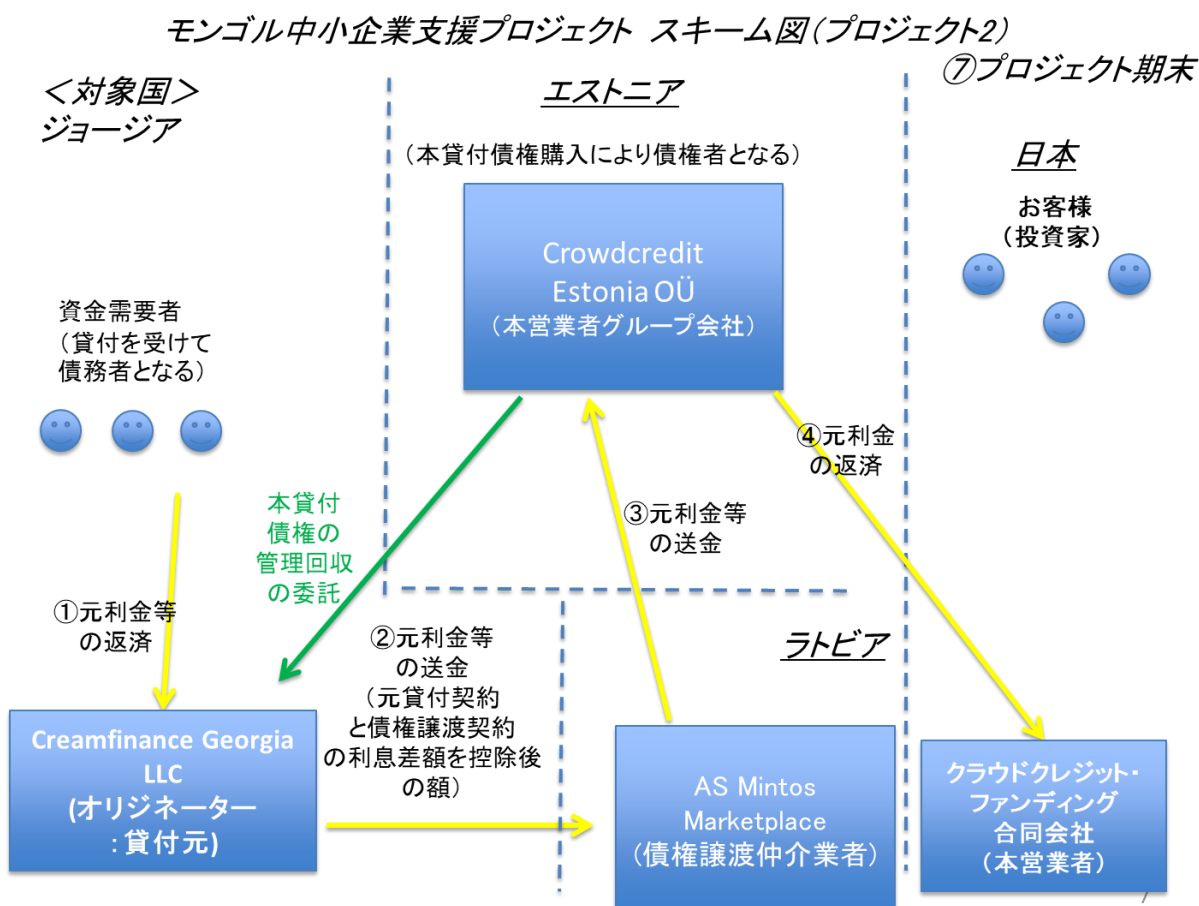 モンゴル中小企業支援プロジェクト スキーム図(プロジェクト2)
⑦プロジェクト期末
<対象国>
ジョージア
エストニア
(本貸付債権購入により債権者となる)
日本
お客様
(投資家)
Crowdcredit
Estonia OÜ
(本営業者グループ会社)
資金需要者
(貸付を受けて
債務者となる)
④元利金
の返済
本貸付
債権の
管理回収
の委託
③元利金等
の送金
①元利金等
の返済
②元利金等
の送金
(元貸付契約
と債権譲渡契約
の利息差額を控除後
の額)
ラトビア
Creamfinance Georgia
LLC
(オリジネーター
:貸付元)
AS Mintos
Marketplace
(債権譲渡仲介業者)
クラウドクレジット・
ファンディング
合同会社
(本営業者)
7